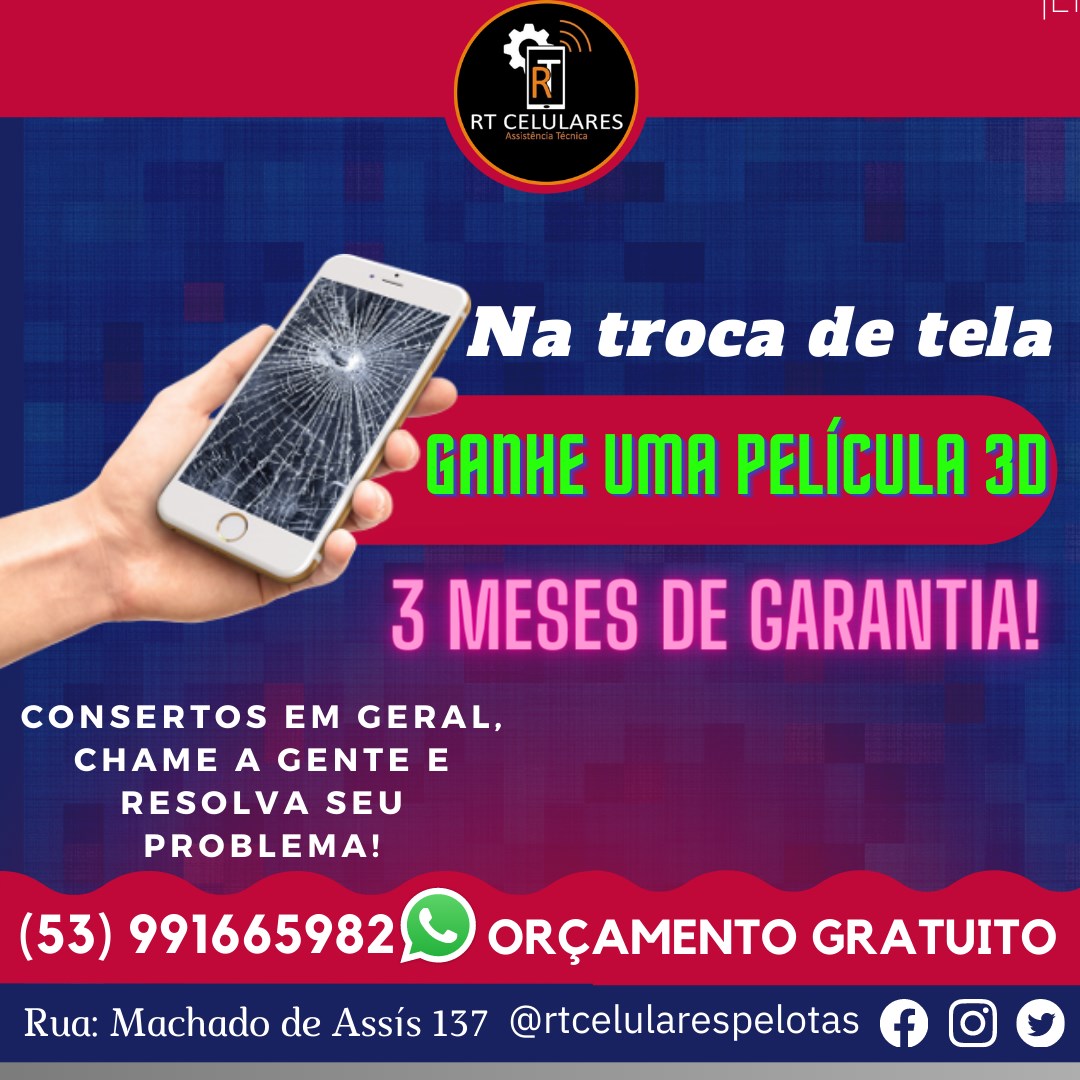 RT
RT CELULARES
Assistência Técnica
Na troca de tela
GANHE UMA PELÍCULA 3D
3 MESES DE GARANTIA!
CONSERTOS EM GERAL,
CHAME A GENTE E
RESOLVA SEU
PROBLEMA!
(53) 991665982 ORÇAMENTO GRATUITO
Rua: Machado de Assís 137 @rtcelularespelotas